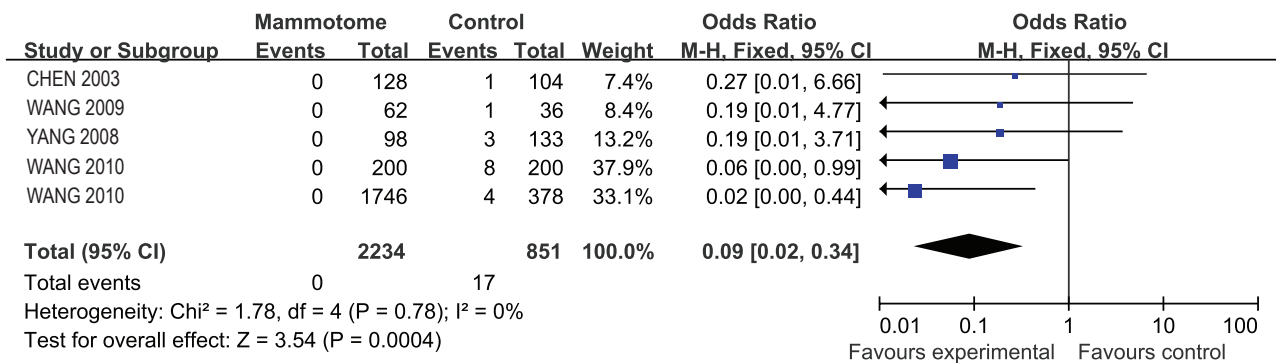 Mammotome Control Odds Ratio Odds Ratio
Study or Subgroup Events Total Events Total Weight M-H, Fixed, 95% CI M-H, Fixed, 95% CI
CHEN 2003 0 128 1 104 7.4% 0.27 [0.01, 6.66]
WANG 2009 0 62 1 36 8.4% 0.19 [0.01, 4.77]
YANG 2008 0 98 3 133 13.2% 0.19 [0.01, 3.71]
WANG 2010 0 200 8 200 37.9% 0.06 [0.00, 0.99]
WANG 2010 0 1746 4 378 33.1% 0.02 [0.00, 0.44]
Total (95% CI) 2234 851 100.0% 0.09 [0.02, 0.34]
Total events 0 17
Heterogeneity: Chi² = 1.78, df = 4 (P = 0.78); I² = 0%
Test for overall effect: Z = 3.54 (P = 0.0004)
0.01 0.1 1 10 100
Favours experimental Favours control